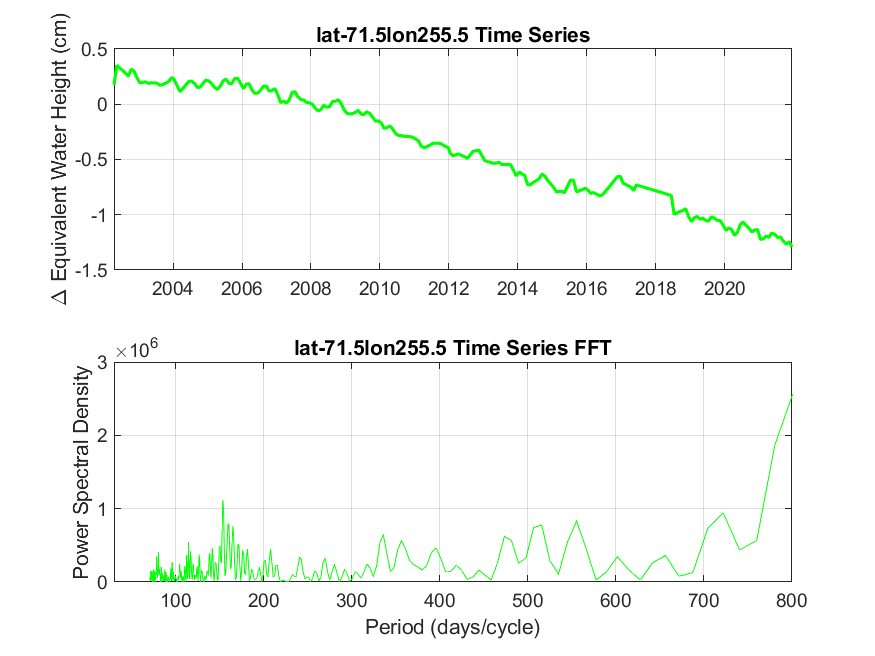 lat-71.5lon255.5 Time Series
Δ Equivalent Water Height (cm)
0.5
0
-0.5
-1
-1.5
2004 2006 2008 2010 2012 2014 2016 2018 2020
lat-71.5lon255.5 Time Series FFT
×10^6
Power Spectral Density
3
2
1
0
100 200 300 400 500 600 700 800
Period (days/cycle)